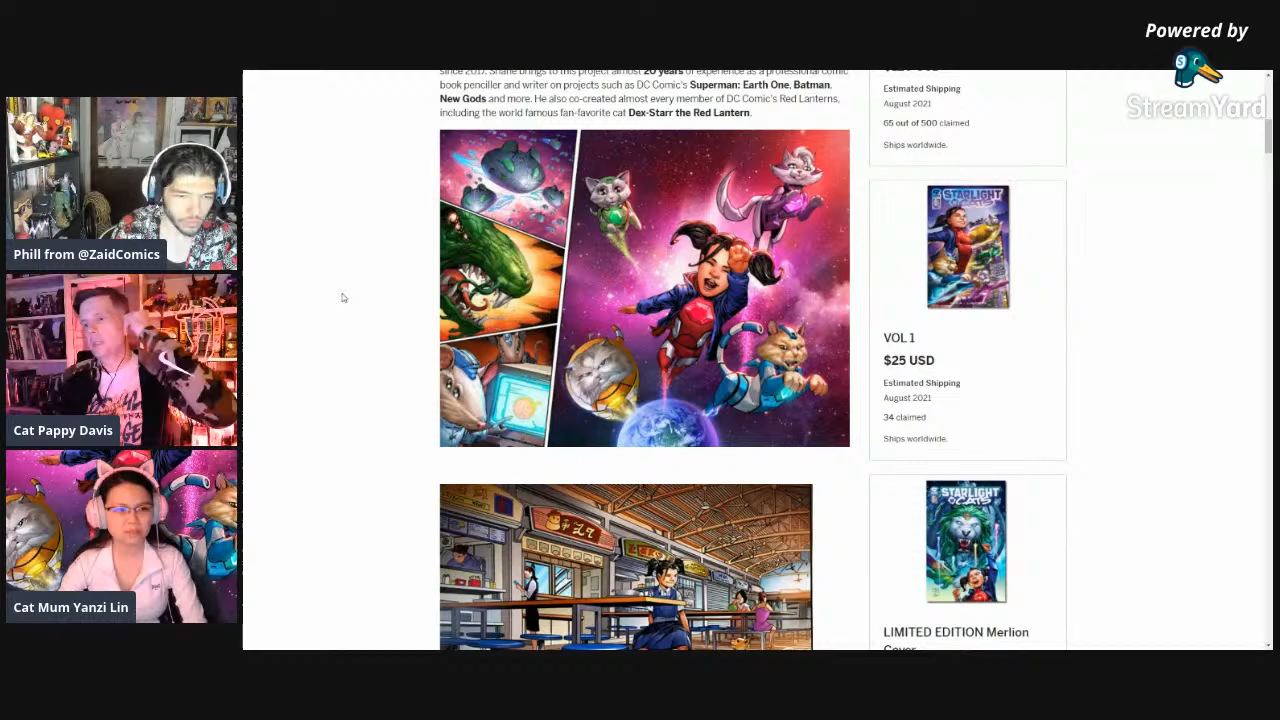 Powered by
StreamYard
since 2017. Shane brings to this project almost 20 years of experience as a professional comic
book penciller and writer on projects such as DC Comic's Superman: Earth One, Batman,
New Gods and more. He also co-created almost every member of DC Comic's Red Lanterns,
including the world famous fan-favorite cat Dex-Starr the Red Lantern.
Estimated Shipping
August 2021
65 out of 500 claimed
Ships worldwide.
STARLIGHT
CATS
VOL 1
$25 USD
Estimated Shipping
August 2021
34 claimed
Ships worldwide.
STARLIGHT
CATS
LIMITED EDITION Merlion
Cover
Phill from @ZaidComics
Cat Pappy Davis
Cat Mum Yanzi Lin